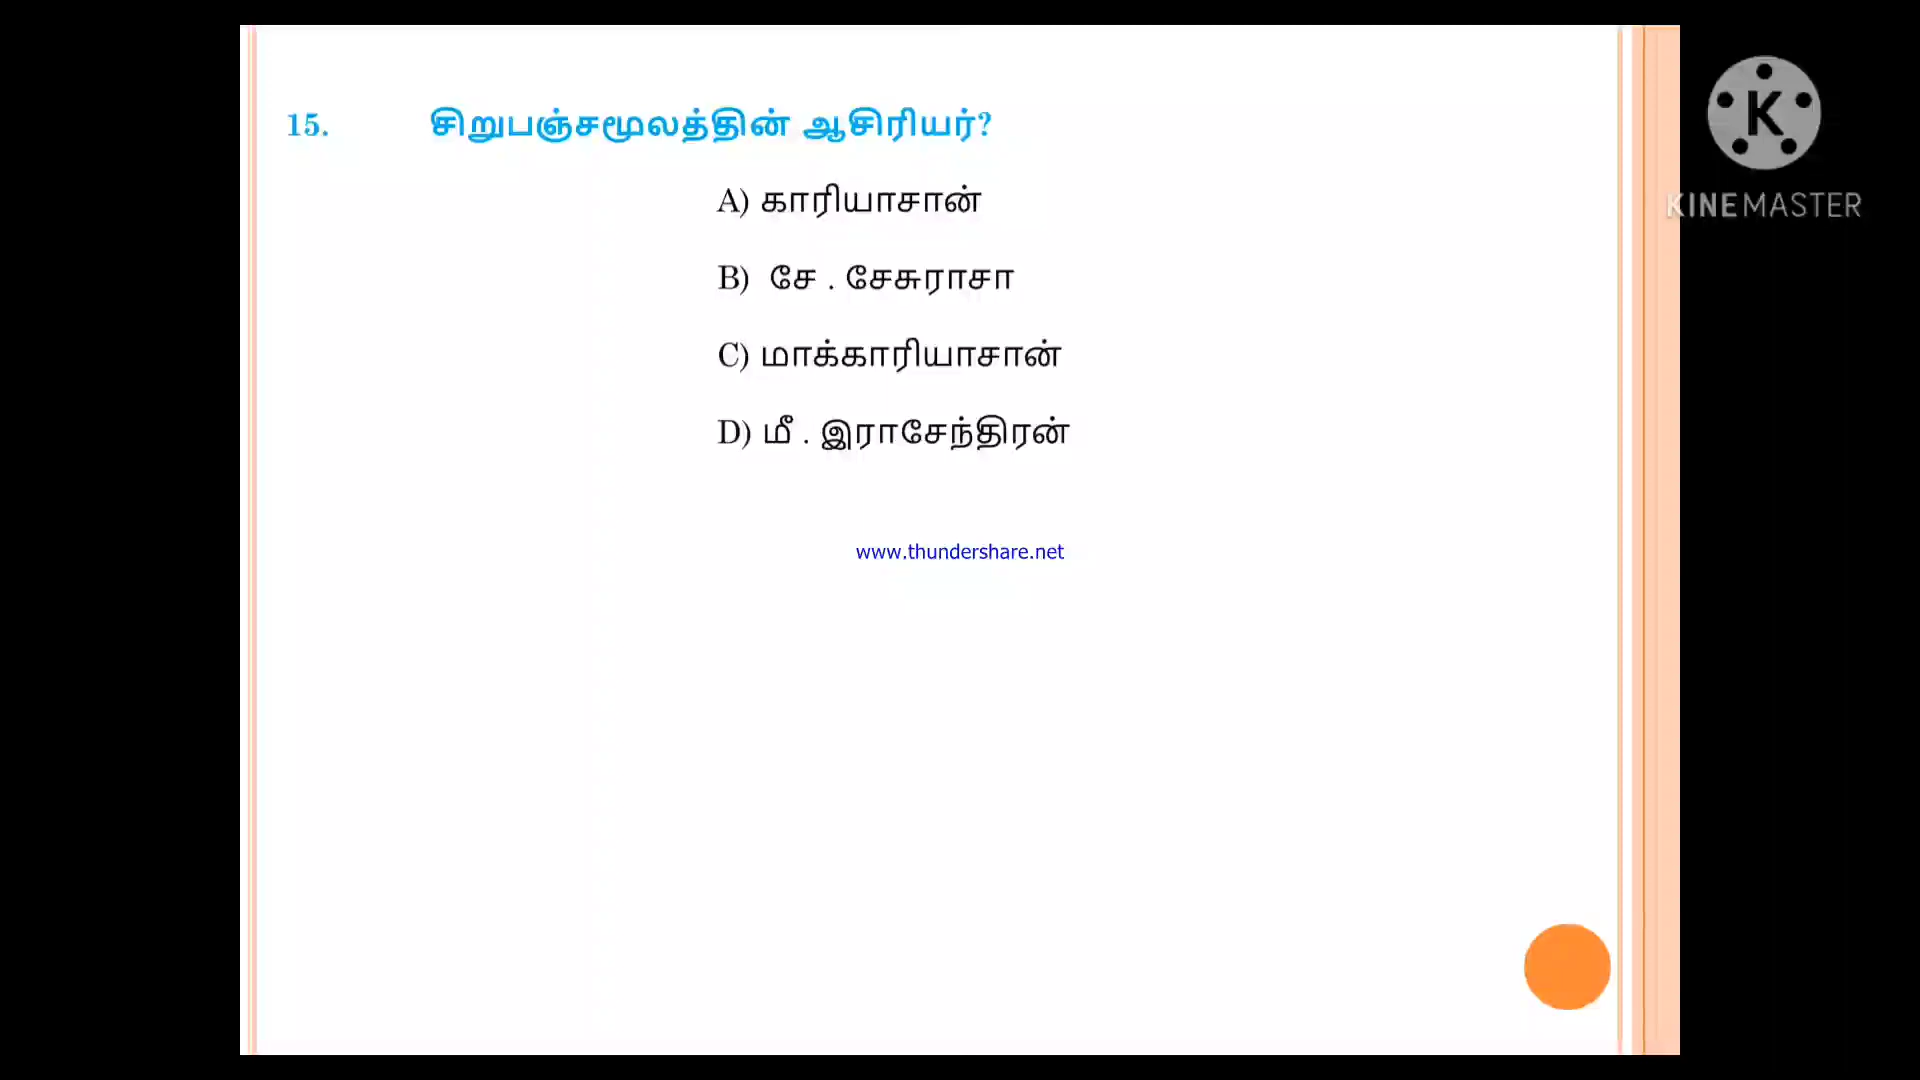 15. சிறுபஞ்சமூலத்தின் ஆசிரியர்?
A) காரியாசான்
B) சே . சேசுராசா
C) மாக்காரியாசான்
D) மீ . இராசேந்திரன்
www.thundershare.net
K
KINEMASTER